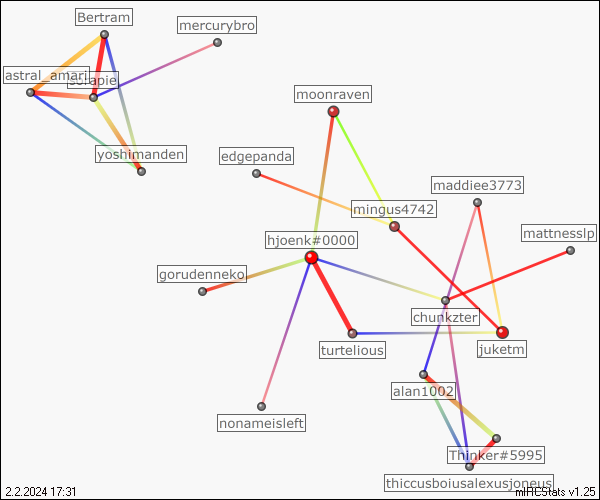 Bertram
mercurybro
astral_amari
sorapie
moonraven
yoshimanden
edgepanda
maddiee3773
mingus4742
mattnesslp
hjoenk#0000
gorudenneko
chunkzter
turtelious
juketm
alan1002
nonameisleft
Thinker#5995
thiccusboiusalexusjoneus
2.2.2024 17:31
mIRCStats v1.25